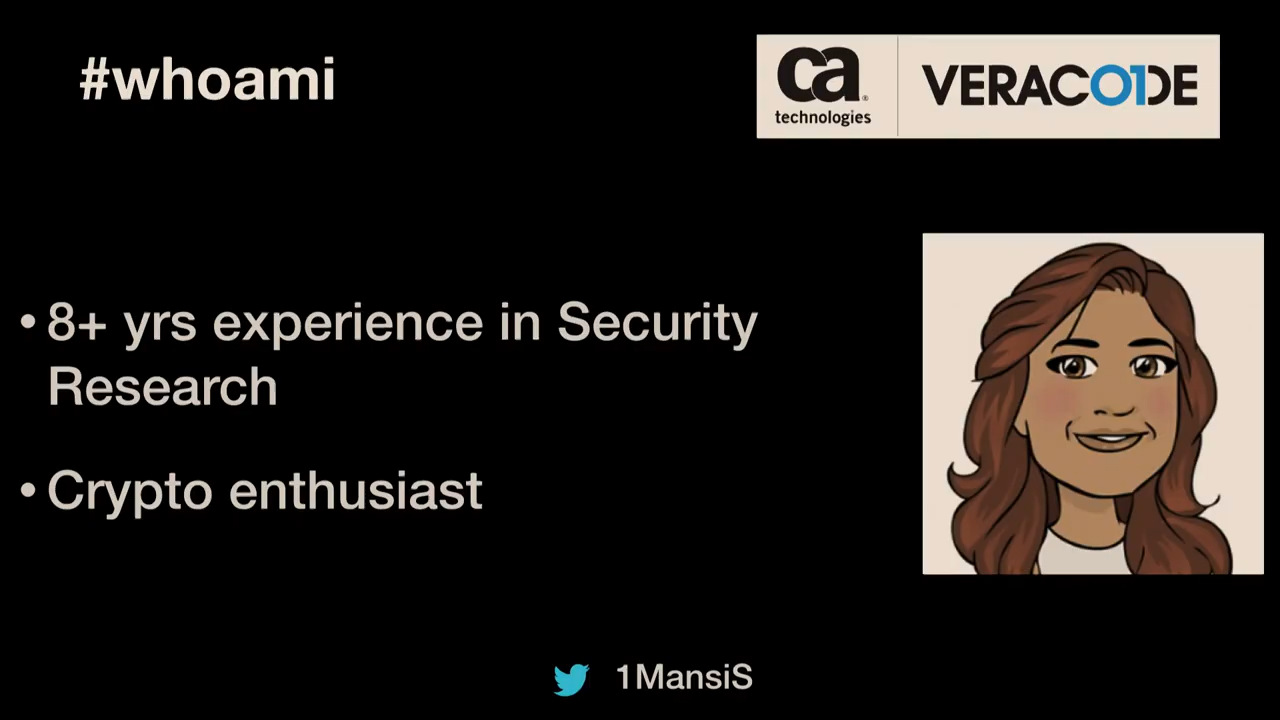 #whoami
ca
technologies
VERACODE
• 8+ yrs experience in Security
Research
• Crypto enthusiast
1MansiS